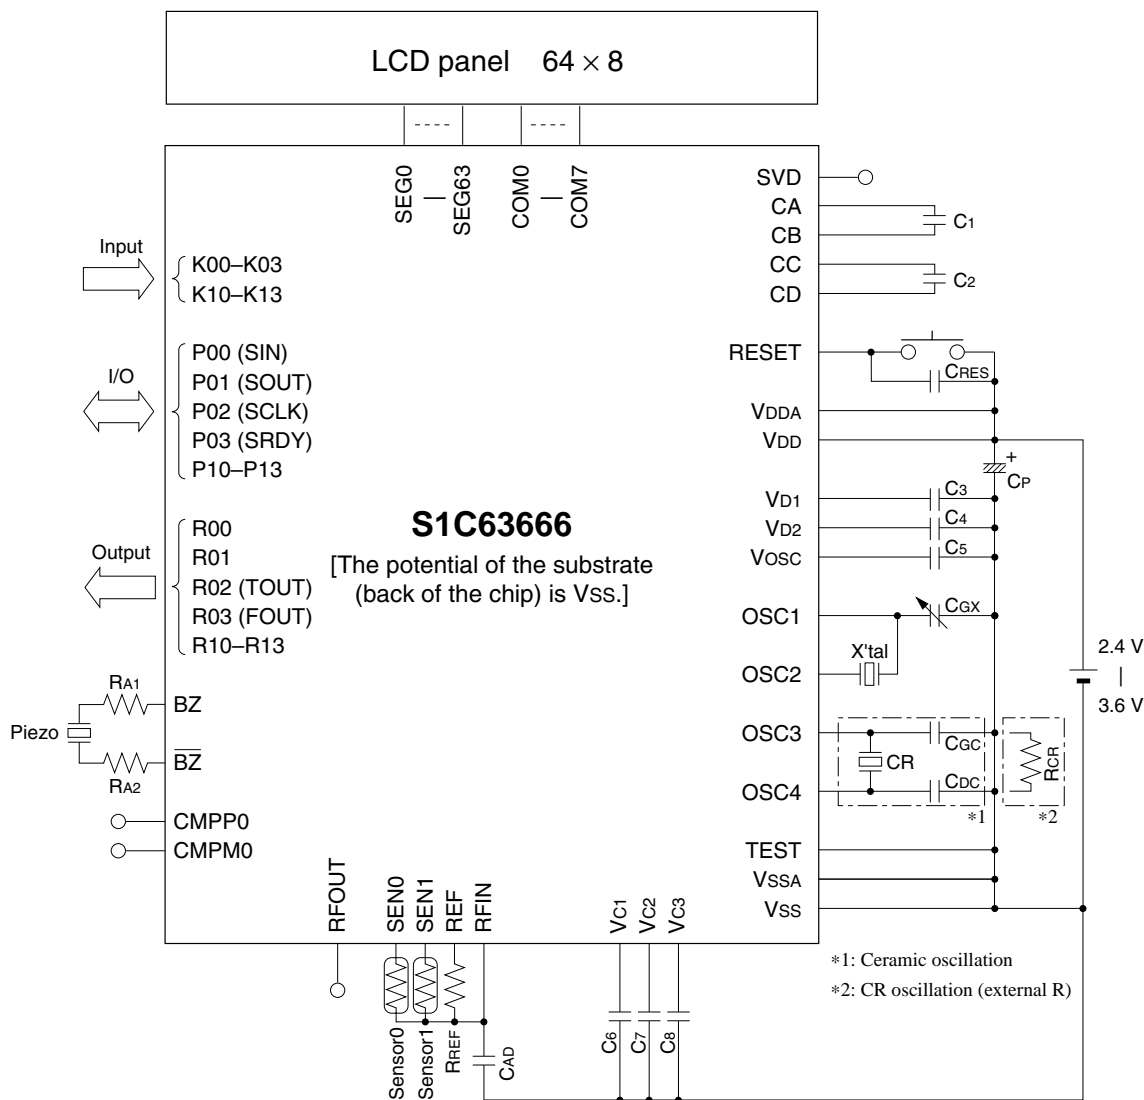 LCD panel 64 × 8
SEG0
SEG63
COM0
COM7
SVD
CA
CB
C1
CC
CD
C2
Input
K00–K03
K10–K13
I/O
P00 (SIN)
P01 (SOUT)
P02 (SCLK)
P03 (SRDY)
P10–P13
Output
R00
R01
R02 (TOUT)
R03 (FOUT)
R10–R13
S1C63666
[The potential of the substrate
(back of the chip) is VSS.]
RESET
CRES
VDDA
VDD
+
CP
VD1
C3
VD2
C4
VOSC
C5
OSC1
CGX
X'tal
OSC2
2.4 V
|
3.6 V
RA1
BZ
Piezo
BZ
RA2
OSC3
CGC
CR
RCR
OSC4
CDC
*1
*2
CMPP0
CMPM0
TEST
VSSA
VSS
RFOUT
SEN0
SEN1
REF
RFIN
VC1
VC2
VC3
*1: Ceramic oscillation
*2: CR oscillation (external R)
Sensor0
Sensor1
RREF
CAD
C6
C7
C8